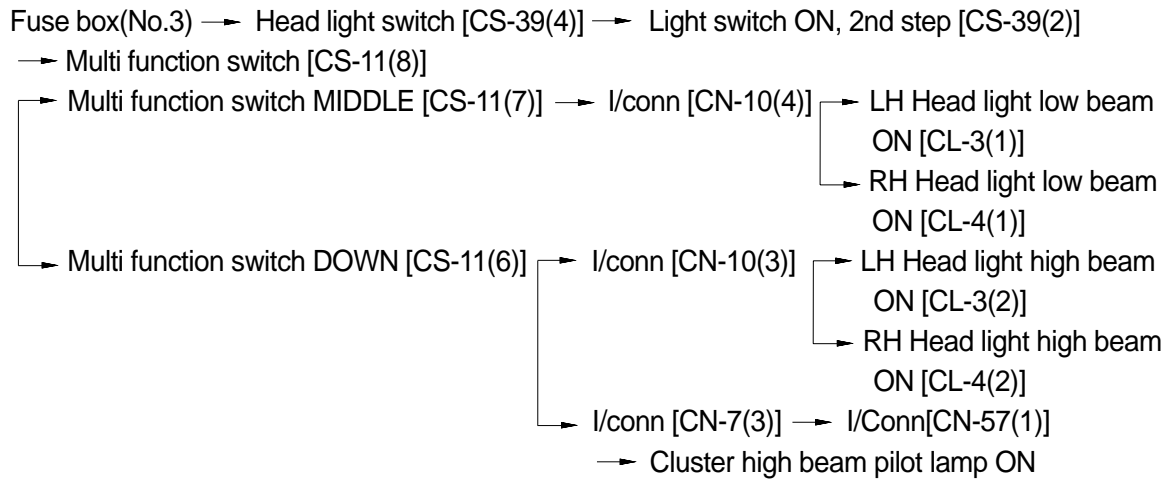 Fuse box(No.3) → Head light switch [CS-39(4)] → Light switch ON, 2nd step [CS-39(2)]
→ Multi function switch [CS-11(8)]
→ Multi function switch MIDDLE [CS-11(7)] → I/conn [CN-10(4)] → LH Head light low beam
ON [CL-3(1)]
→ RH Head light low beam
ON [CL-4(1)]
→ Multi function switch DOWN [CS-11(6)] → I/conn [CN-10(3)] → LH Head light high beam
ON [CL-3(2)]
→ RH Head light high beam
ON [CL-4(2)]
→ I/conn [CN-7(3)] → I/Conn[CN-57(1)]
→ Cluster high beam pilot lamp ON